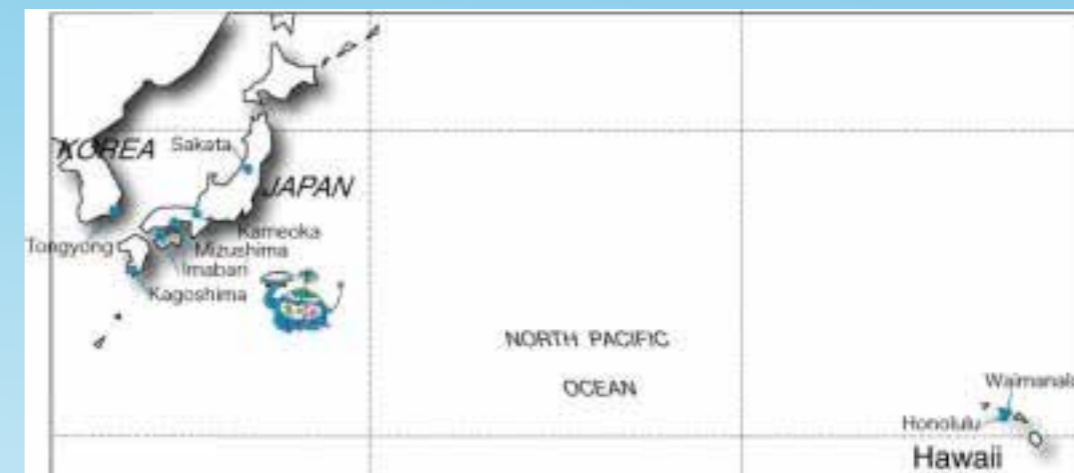 KOREA
Sakata
JAPAN
Tongyong
Kameoka
Mizushima
Imabari
Kagoshima
NORTH PACIFIC
OCEAN
Waimanalo
Honolulu
Hawaii